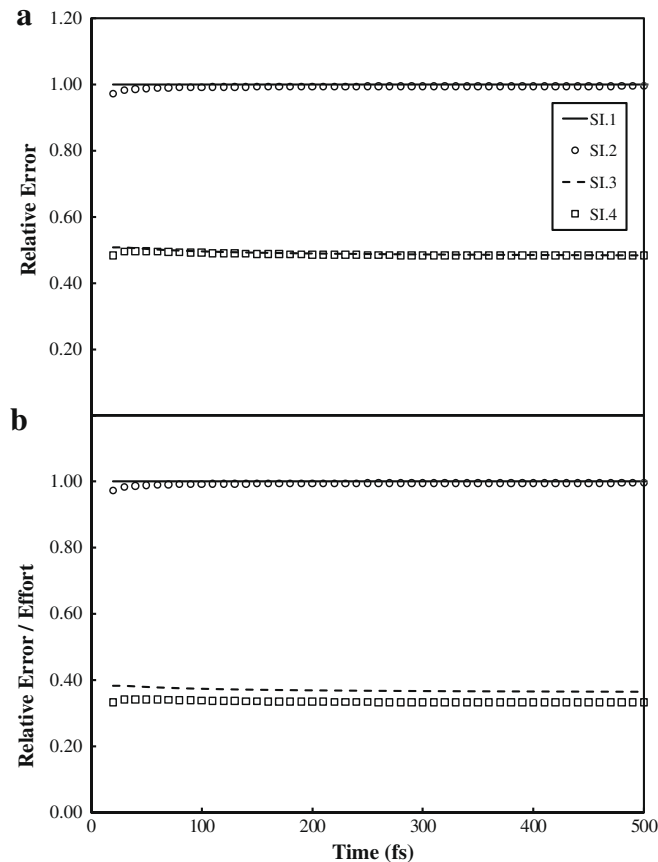 a
1.20
1.00
0.80
0.60
0.40
0.20
Relative Error
SI.1
SI.2
SI.3
SI.4
b
1.00
0.80
0.60
0.40
0.20
0.00
Relative Error / Effort
0 100 200 300 400 500
Time (fs)